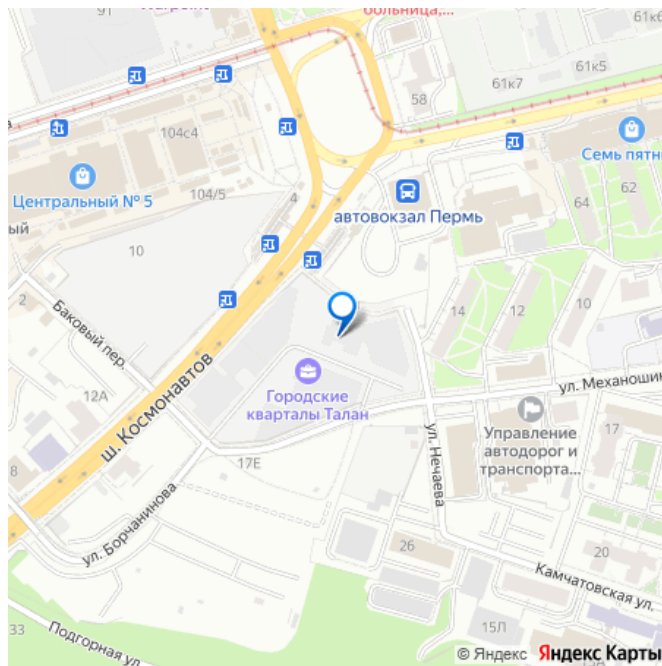 91
больница,...
61к6
61к5
61к7
58
104с4
Семь пятни
Центральный № 5
104/5
4
автовокзал Пермь
62
64
ный
10
2
Баковый пер.
14
12
10
ш. Космонавтов
12А
Городские
кварталы Талан
ул. Механошин
Управление
автодорог и
транспорта...
17
ул. Нечаева
8
17Е
ул. Борчанинова
26
20
Камчатовская ул.
33
Подгорная ул.
15Л
© Яндекс Яндекс Карты